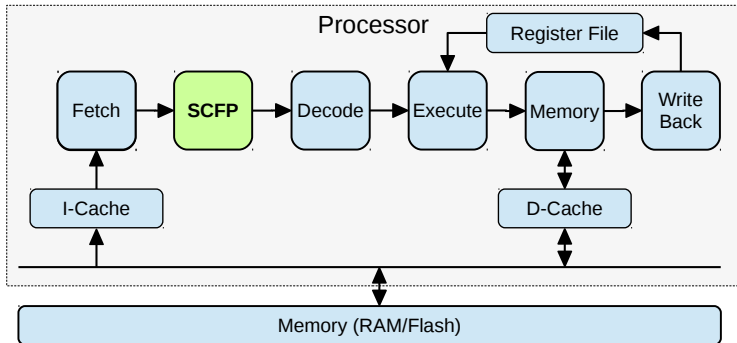 Processor
Register File
Fetch
SCFP
Decode
Execute
Memory
Write
Back
I-Cache
D-Cache
Memory (RAM/Flash)